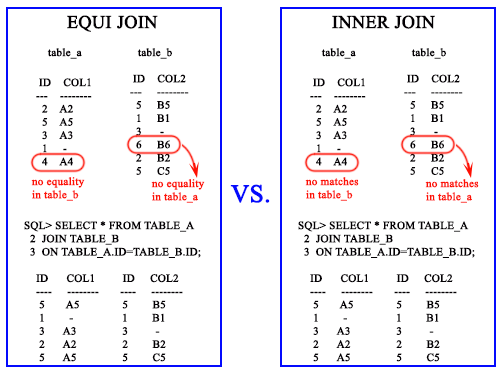 EQUI JOIN
table_a table_b
ID COL1 ID COL2
--- -------- --- --------
2 A2 5 B5
5 A5 1 B1
3 A3 3 -
1 - 6 B6
4 A4 2 B2
5 C5
no equality
in table_b
no equality
in table_a
SQL> SELECT * FROM TABLE_A
2 JOIN TABLE_B
3 ON TABLE_A.ID=TABLE_B.ID;
ID COL1 ID COL2
---- -------- ---- --------
5 A5 5 B5
1 - 1 B1
3 A3 3 -
2 A2 2 B2
5 A5 5 C5
VS.
INNER JOIN
table_a table_b
ID COL1 ID COL2
--- -------- --- --------
2 A2 5 B5
5 A5 1 B1
3 A3 3 -
1 - 6 B6
4 A4 2 B2
5 C5
no matches
in table_b
no matches
in table_a
SQL> SELECT * FROM TABLE_A
2 JOIN TABLE_B
3 ON TABLE_A.ID=TABLE_B.ID;
ID COL1 ID COL2
---- -------- ---- --------
5 A5 5 B5
1 - 1 B1
3 A3 3 -
2 A2 2 B2
5 A5 5 C5